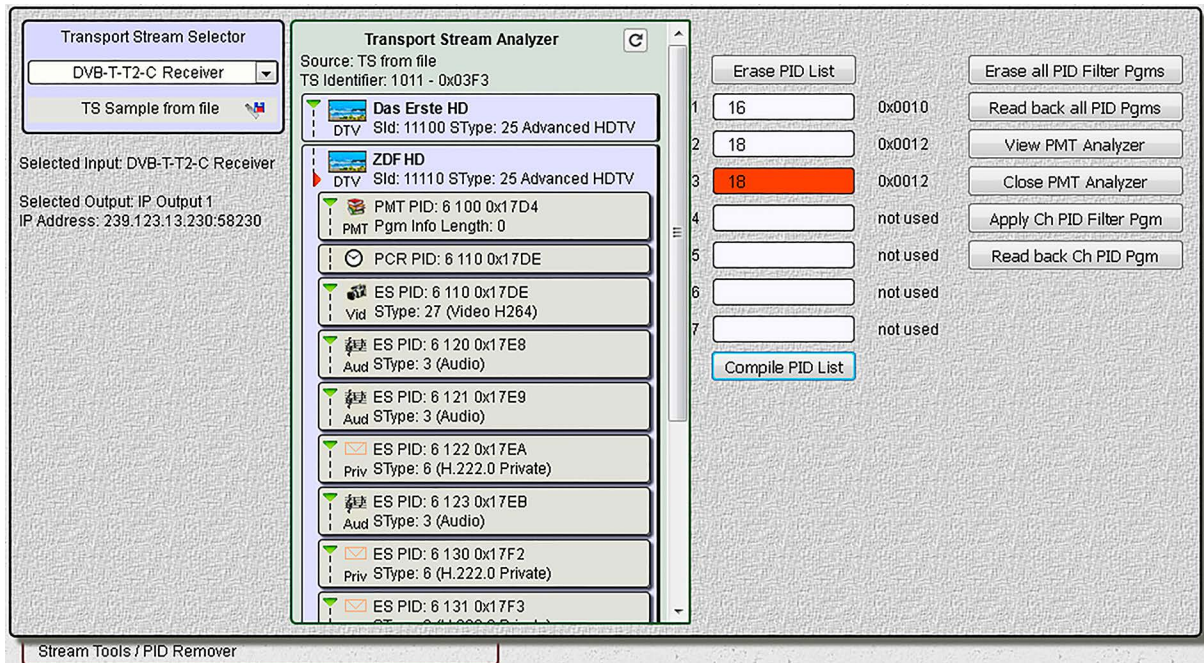 Transport Stream Selector
DVB-T-T2-C Receiver
TS Sample from file
Selected Input: DVB-T-T2-C Receiver
Selected Output: IP Output 1
IP Address: 239.123.13.230:58230
Transport Stream Analyzer
Source: TS from file
TS Identifier: 1011 - 0x03F3
Das Erste HD
DTV SId: 11100 SType: 25 Advanced HDTV
ZDF HD
DTV SId: 11110 SType: 25 Advanced HDTV
PMT PID: 6 100 0x17D4
PMT Pgm Info Length: 0
PCR PID: 6 110 0x17DE
ES PID: 6 110 0x17DE
Vid SType: 27 (Video H264)
ES PID: 6 120 0x17E8
Aud SType: 3 (Audio)
ES PID: 6 121 0x17E9
Aud SType: 3 (Audio)
ES PID: 6 122 0x17EA
Priv SType: 6 (H.222.0 Private)
ES PID: 6 123 0x17EB
Aud SType: 3 (Audio)
ES PID: 6 130 0x17F2
Priv SType: 6 (H.222.0 Private)
ES PID: 6 131 0x17F3
Erase PID List
1 16 0x0010
2 18 0x0012
3 18 0x0012
4 not used
5 not used
6 not used
7 not used
Compile PID List
Erase all PID Filter Pgms
Read back all PID Pgms
View PMT Analyzer
Close PMT Analyzer
Apply Ch PID Filter Pgm
Read back Ch PID Pgm
Stream Tools / PID Remover